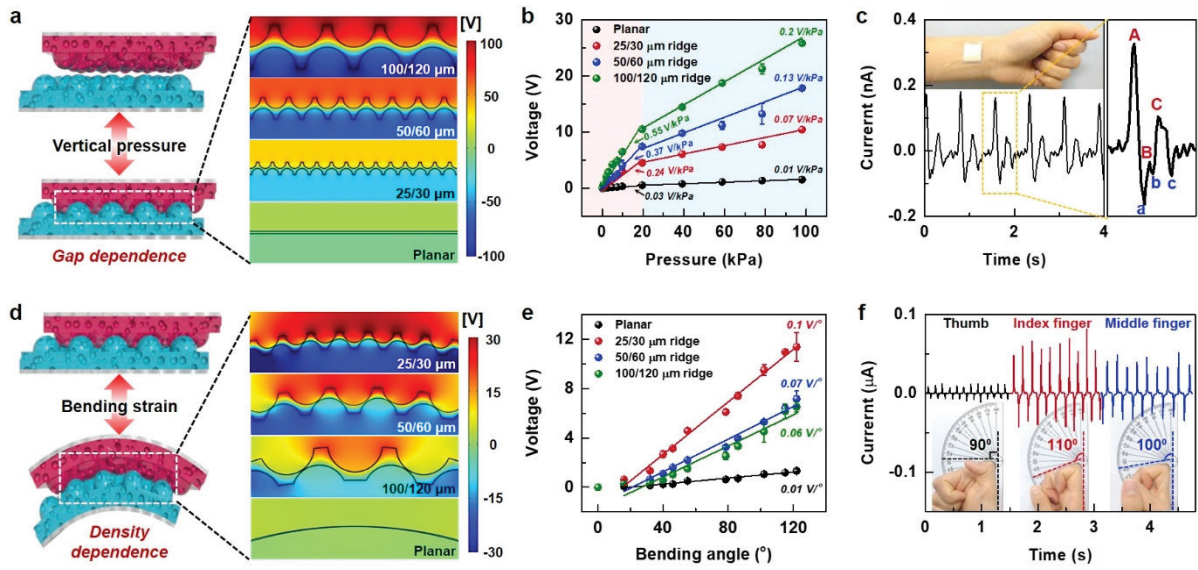 a
Vertical pressure
Gap dependence
[V]
100
50
0
-50
-100
100/120 μm
50/60 μm
25/30 μm
Planar
b
Voltage (V)
30
20
10
0
Planar
25/30 μm ridge
50/60 μm ridge
100/120 μm ridge
0.2 V/kPa
0.13 V/kPa
0.07 V/kPa
0.01 V/kPa
0.55 V/kPa
0.37 V/kPa
0.24 V/kPa
0.03 V/kPa
0 20 40 60 80 100
Pressure (kPa)
c
Currernt (nA)
0.4
0.2
0.0
-0.2
A
C
B
b
c
a
0 2 4
Time (s)
d
Bending strain
Density
dependence
[V]
30
15
0
-15
-30
25/30 μm
50/60 μm
100/120 μm
Planar
e
Voltage (V)
12
8
4
0
Planar
25/30 μm ridge
50/60 μm ridge
100/120 μm ridge
0.1 V/°
0.07 V/°
0.06 V/°
0.01 V/°
0 30 60 90 120
Bending angle (°)
f
Currernt (μA)
0.1
0.0
-0.1
Thumb Index finger Middle finger
90° 110° 100°
0 1 2 3 4
Time (s)